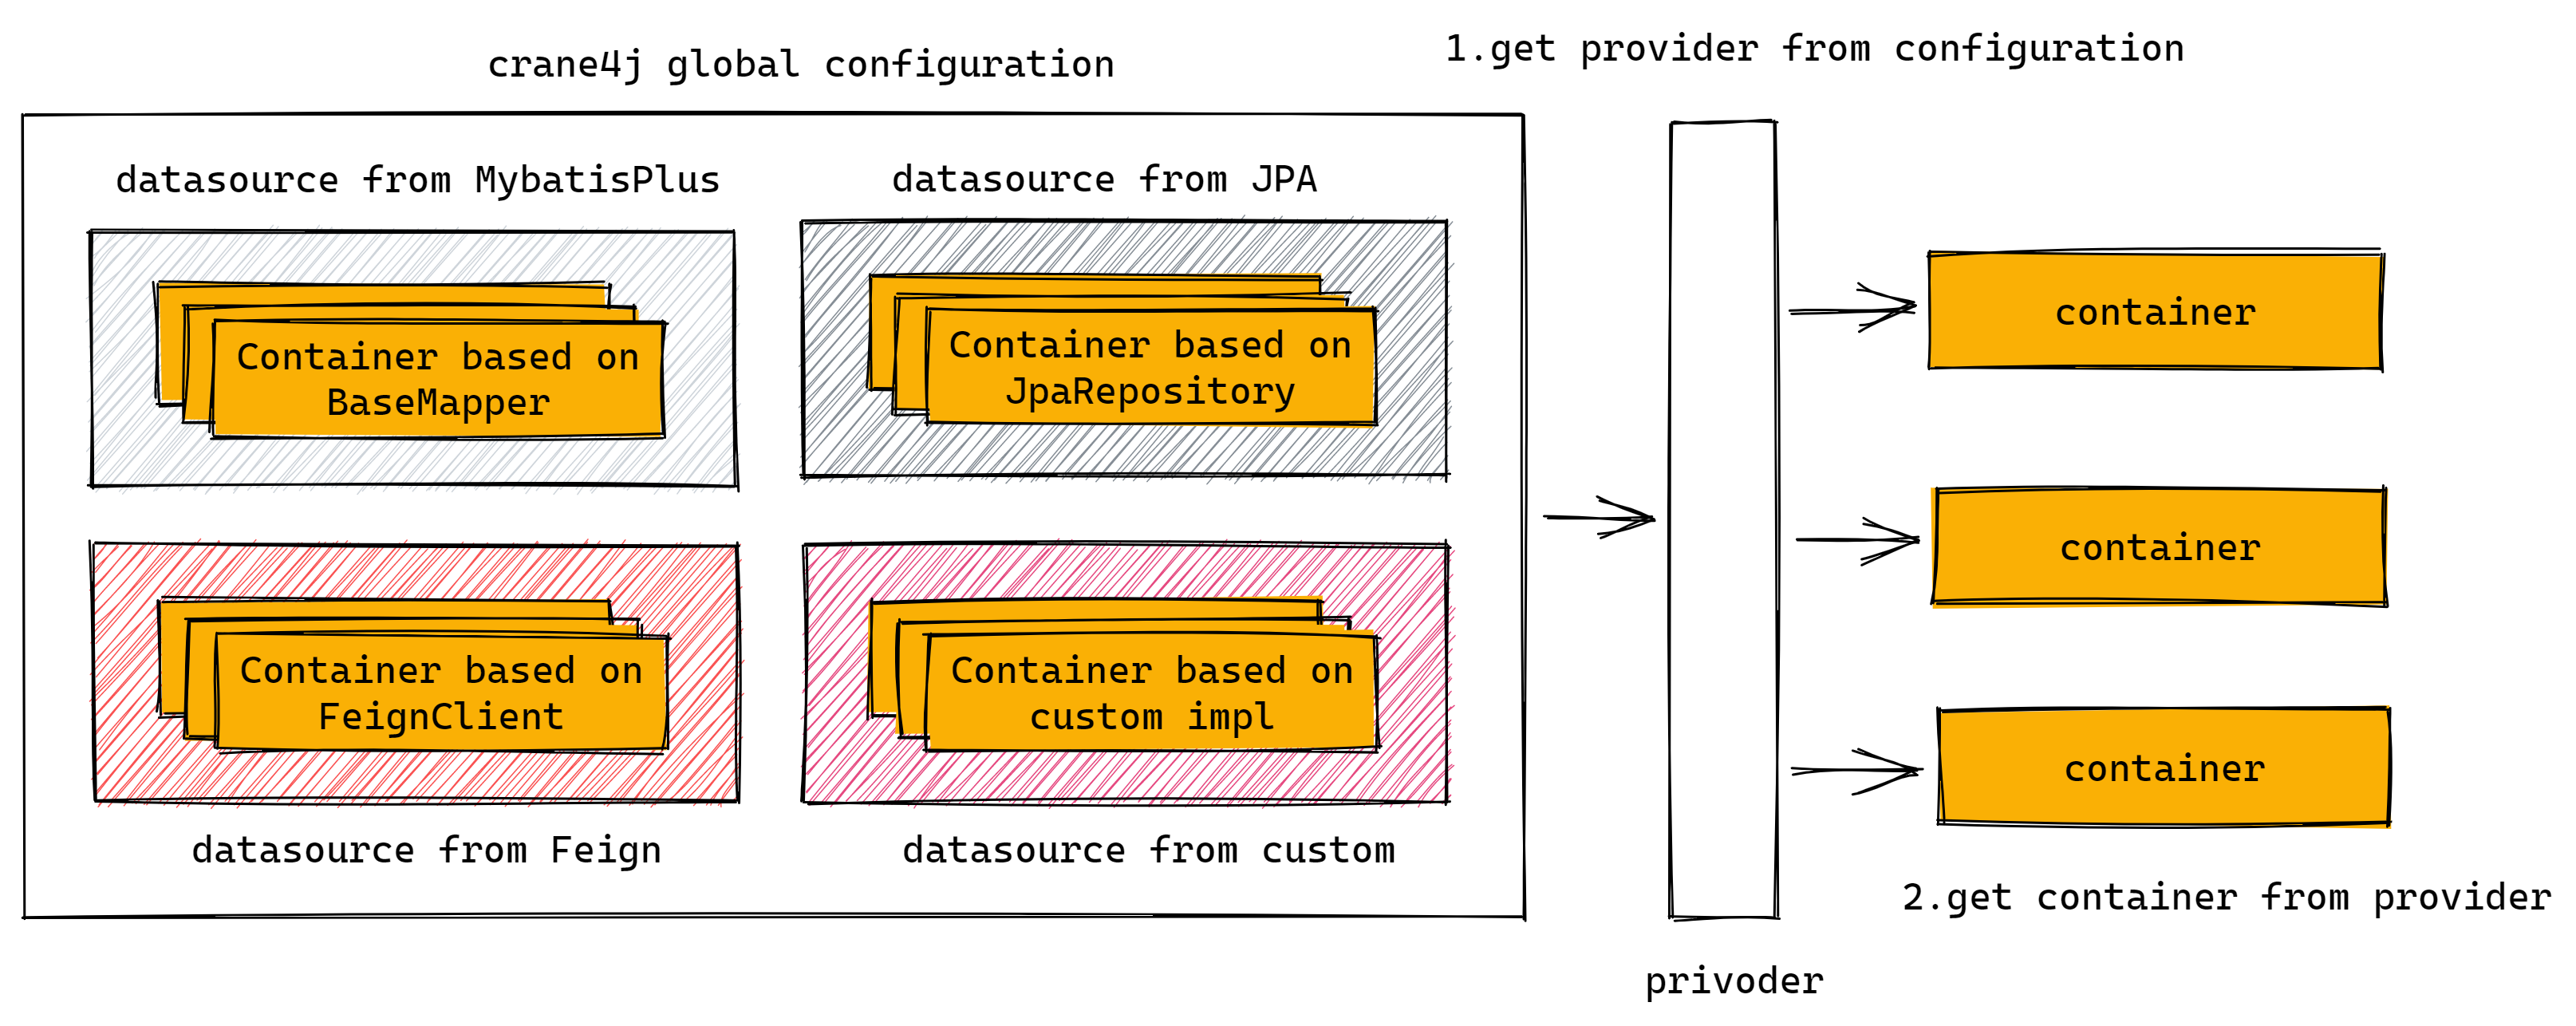 crane4j global configuration
1.get provider from configuration
datasource from MybatisPlus
datasource from JPA
Container based on
BaseMapper
Container based on
JpaRepository
container
container
Container based on
FeignClient
Container based on
custom impl
container
datasource from Feign
datasource from custom
2.get container from provider
privoder